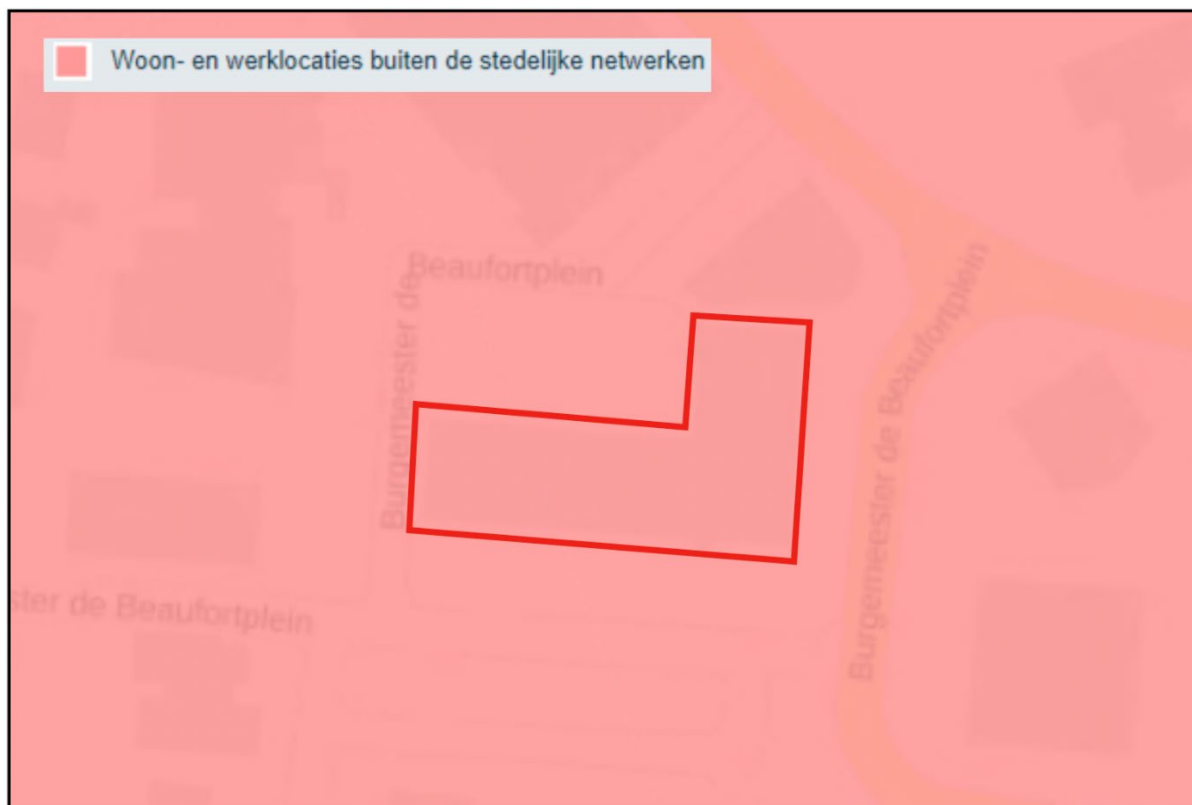 Woon- en werklocaties buiten de stedelijke netwerken
Beaufortplein
Burgemeester de
Burgemeester de Beaufortplein
ster de Beaufortplein